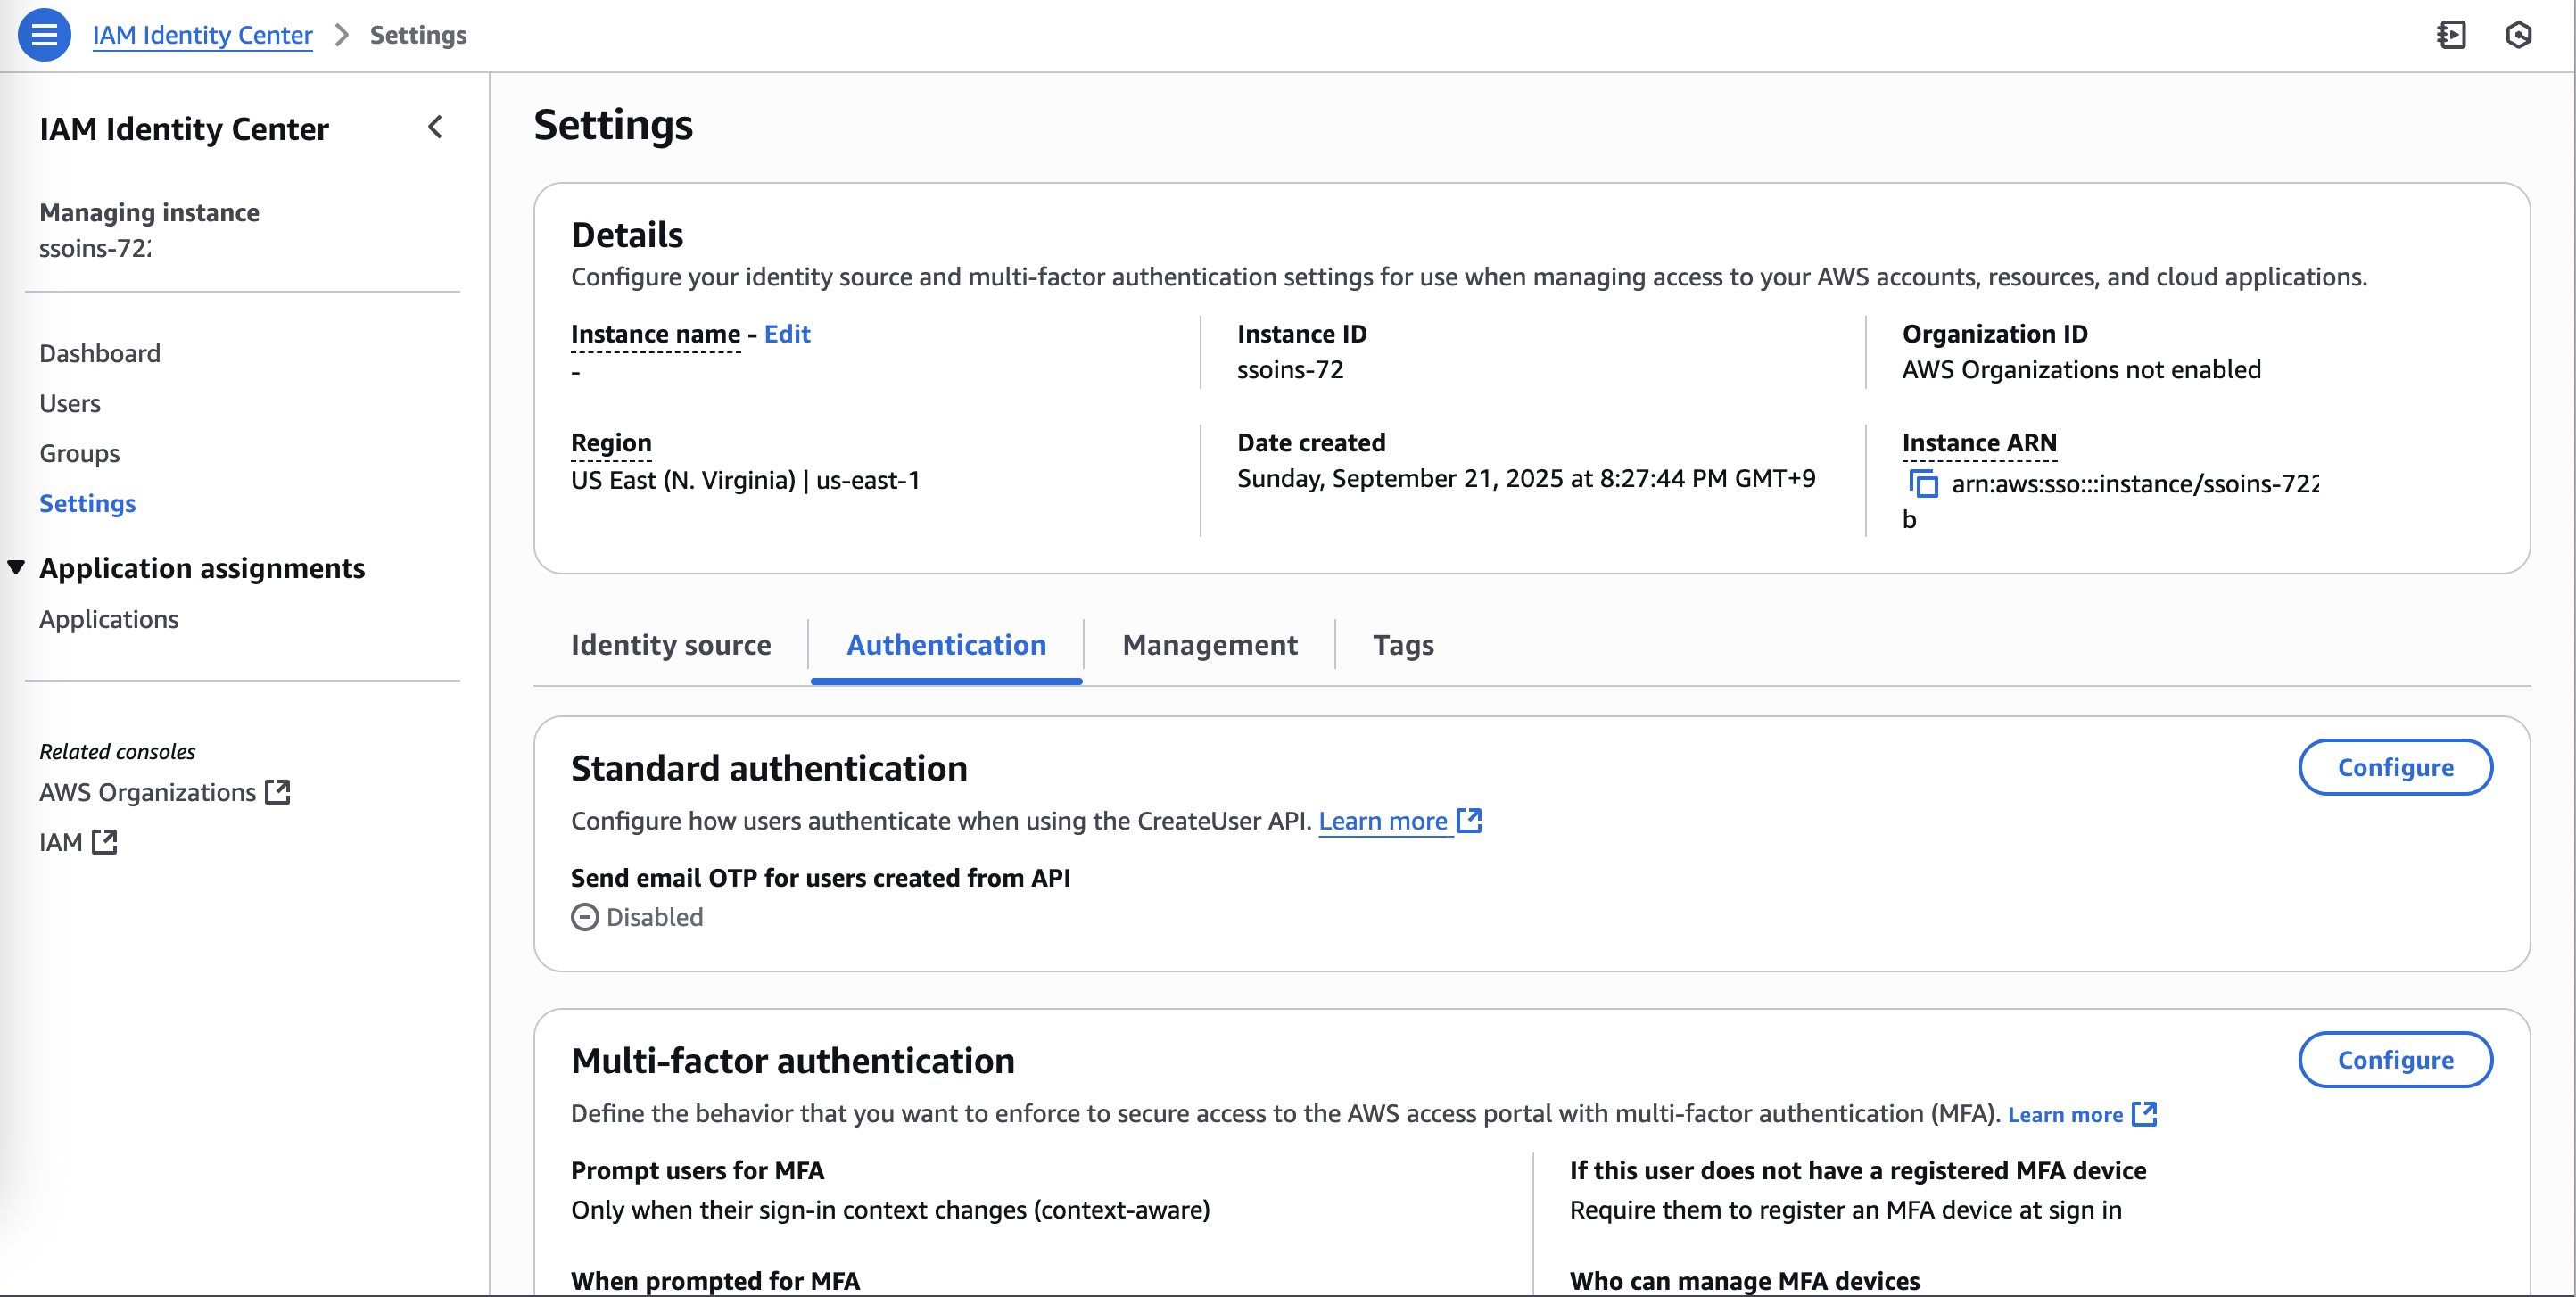 IAM Identity Center > Settings
IAM Identity Center
Managing instance
ssoins-722
Dashboard
Users
Groups
Settings
Application assignments
Applications
Related consoles
AWS Organizations
IAM
Settings
Details
Configure your identity source and multi-factor authentication settings for use when managing access to your AWS accounts, resources, and cloud applications.
Instance name - Edit
-
Instance ID
ssoins-72
Organization ID
AWS Organizations not enabled
Region
US East (N. Virginia) | us-east-1
Date created
Sunday, September 21, 2025 at 8:27:44 PM GMT+9
Instance ARN
arn:aws:sso:::instance/ssoins-722
b
Identity source
Authentication
Management
Tags
Standard authentication
Configure
Configure how users authenticate when using the CreateUser API. Learn more
Send email OTP for users created from API
Disabled
Multi-factor authentication
Configure
Define the behavior that you want to enforce to secure access to the AWS access portal with multi-factor authentication (MFA). Learn more
Prompt users for MFA
Only when their sign-in context changes (context-aware)
If this user does not have a registered MFA device
Require them to register an MFA device at sign in
When prompted for MFA
Who can manage MFA devices